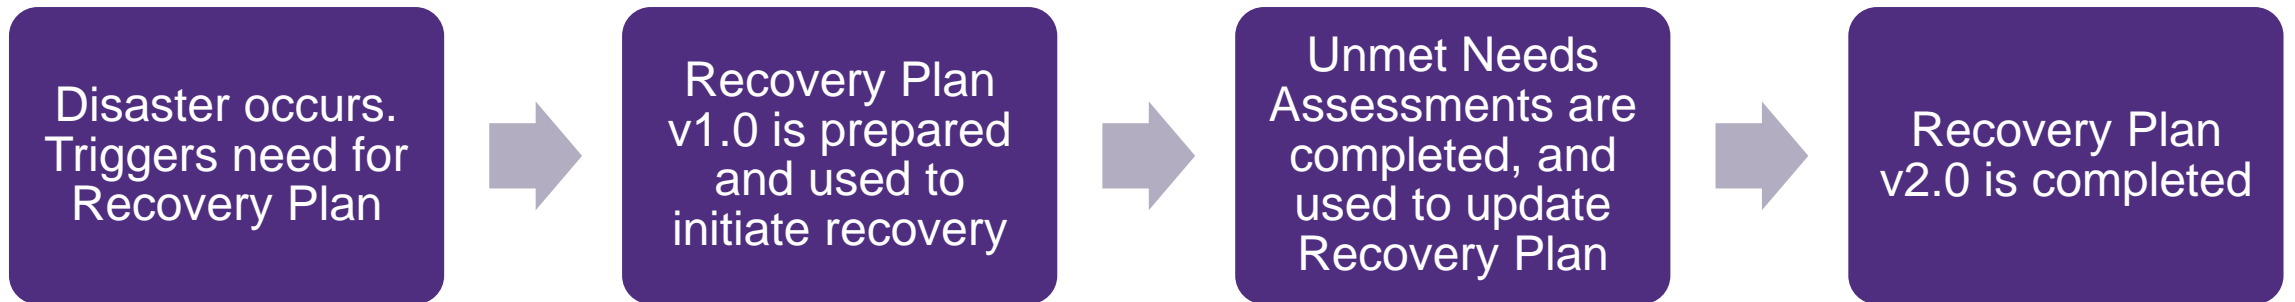 Disaster occurs.
Triggers need for
Recovery Plan
Recovery Plan
v1.0 is prepared
and used to
initiate recovery
Unmet Needs
Assessments are
completed, and
used to update
Recovery Plan
Recovery Plan
v2.0 is completed